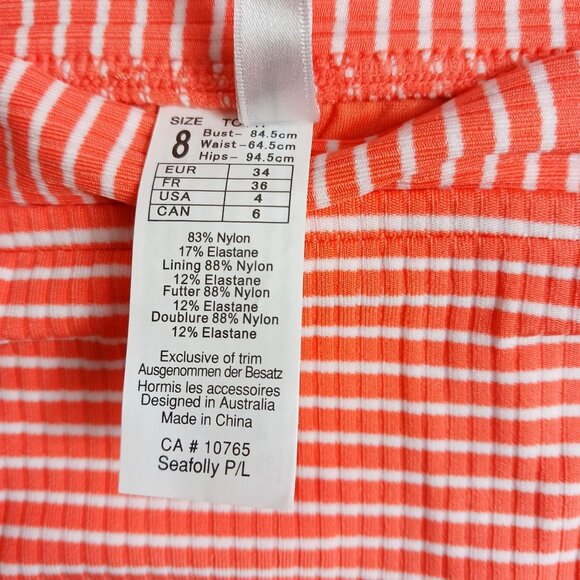 SIZE
8
Bust- 84.5cm
Waist-64.5cm
Hips- 94.5cm
EUR 34
FR 36
USA 4
CAN 6
83% Nylon
17% Elastane
Lining 88% Nylon
12% Elastane
Futter 88% Nylon
12% Elastane
Doublure 88% Nylon
12% Elastane
Exclusive of trim
Ausgenommen der Besatz
Hormis les accessoires
Designed in Australia
Made in China
CA # 10765
Seafolly P/L